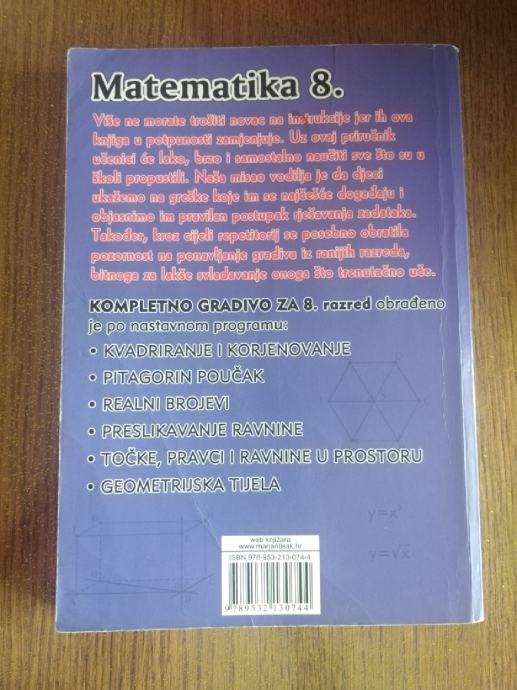 Matematika 8.
Više ne morate trošiti novac na instrukcije jer ih ova
knjiga u potpunosti zamjenjuje. Uz ovaj priručnik
učenici će lako, brzo i samostalno naučiti sve što su u
školi propustili. Naša misao vodilja je da djeci
ukažemo na greške koje im se najčešće događaju i
objasnimo im pravilan postupak rješavanja zadataka.
Također, kroz cijeli repetitorij se posebno obratila
pozornost na ponavljanje gradiva iz ranijih razreda,
bitnoga za lakše svladavanje onoga što trenutačno uče.
KOMPLETNO GRADIVO ZA 8. razred obrađeno
je po nastavnom programu:
• KVADRIRANJE I KORJENOVANJE
• PITAGORIN POUČAK
• REALNI BROJEVI
• PRESLIKAVANJE RAVNINE
• TOČKE, PRAVCI I RAVNINE U PROSTORU
• GEOMETRIJSKA TIJELA
y=x²
y=√x
web knjižara
www.marjantisak.hr
ISBN 978-953-213-074-4
9789532130744